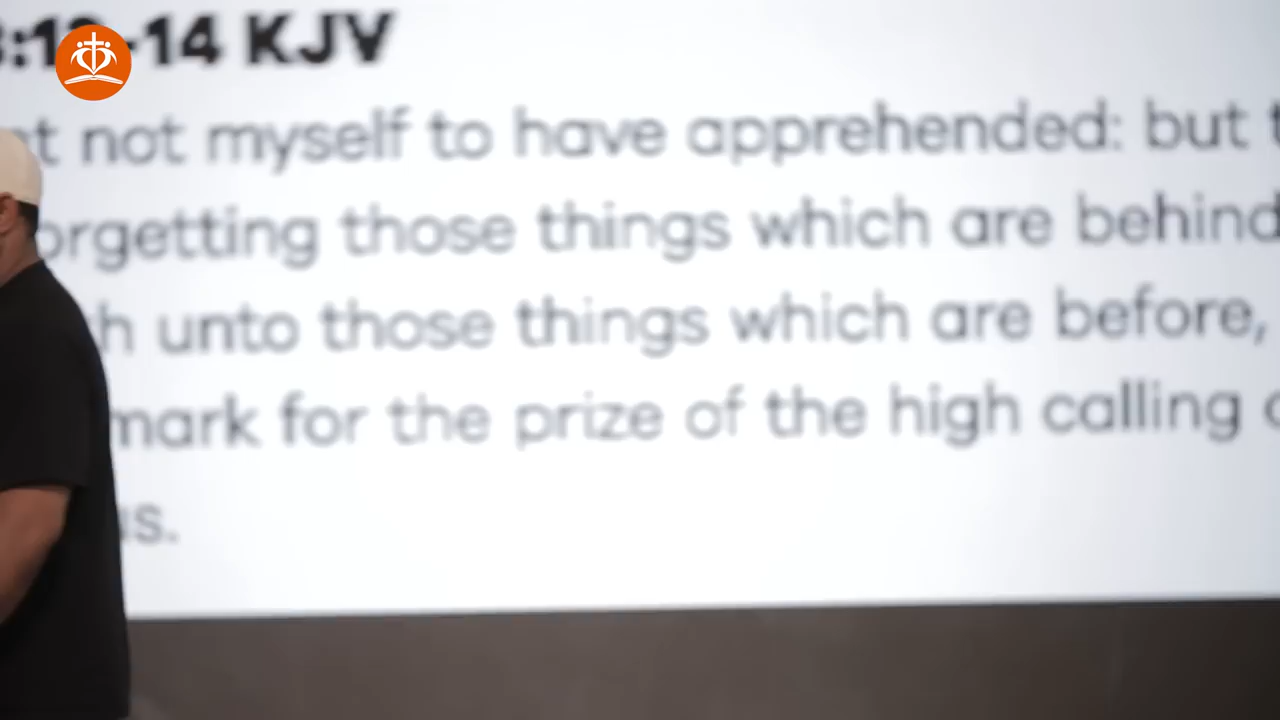 -14 KJV
not myself to have apprehended: but
orgetting those things which are behind
h unto those things which are before,
mark for the prize of the high calling
s.